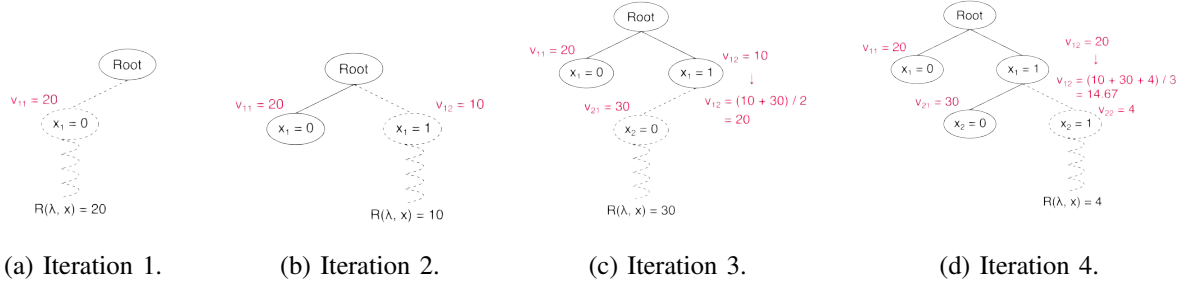 Root
v11 = 20
x1 = 0
R(λ, x) = 20
(a) Iteration 1.
Root
v11 = 20
v12 = 10
x1 = 0
x1 = 1
R(λ, x) = 10
(b) Iteration 2.
Root
v11 = 20
v12 = 10
x1 = 0
x1 = 1
↓
v21 = 30
v12 = (10 + 30) / 2
= 20
x2 = 0
R(λ, x) = 30
(c) Iteration 3.
Root
v11 = 20
v12 = 20
↓
x1 = 0
x1 = 1
v12 = (10 + 30 + 4) / 3
= 14.67
v21 = 30
v22 = 4
x2 = 0
x2 = 1
R(λ, x) = 4
(d) Iteration 4.